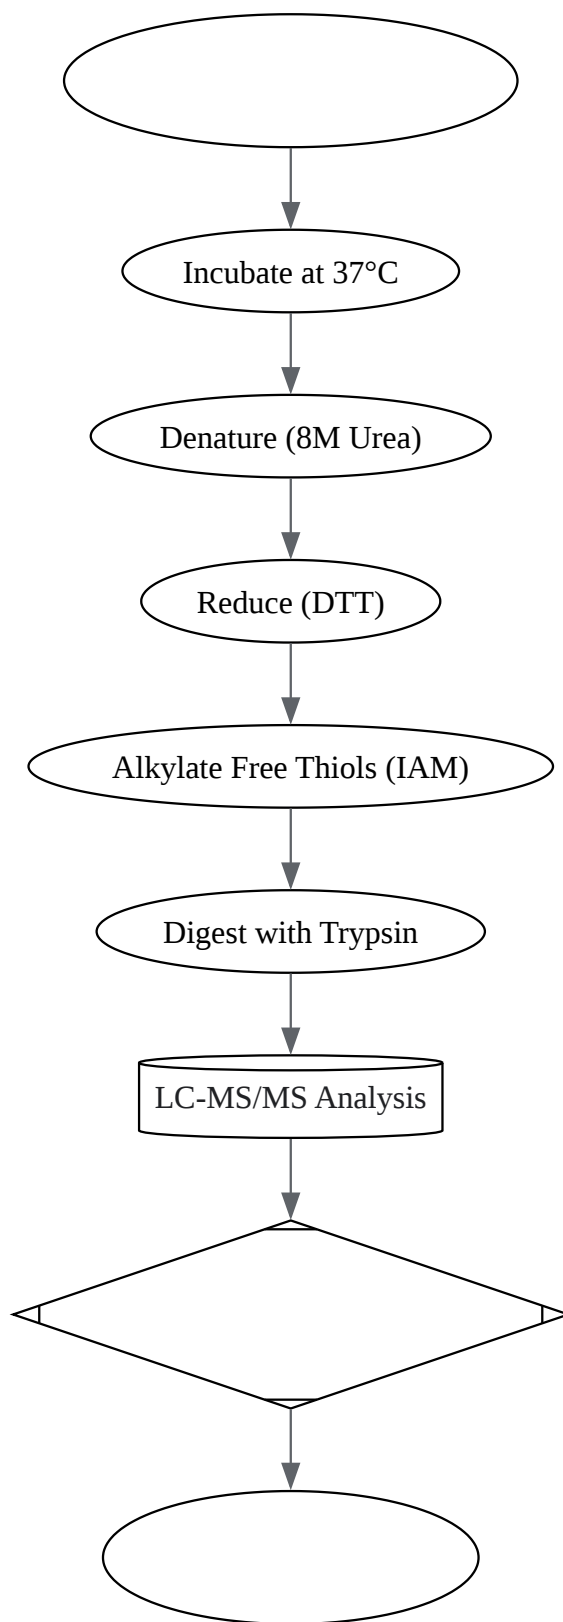 Incubate at 37°C
Denature (8M Urea)
Reduce (DTT)
Alkylate Free Thiols (IAM)
Digest with Trypsin
LC-MS/MS Analysis